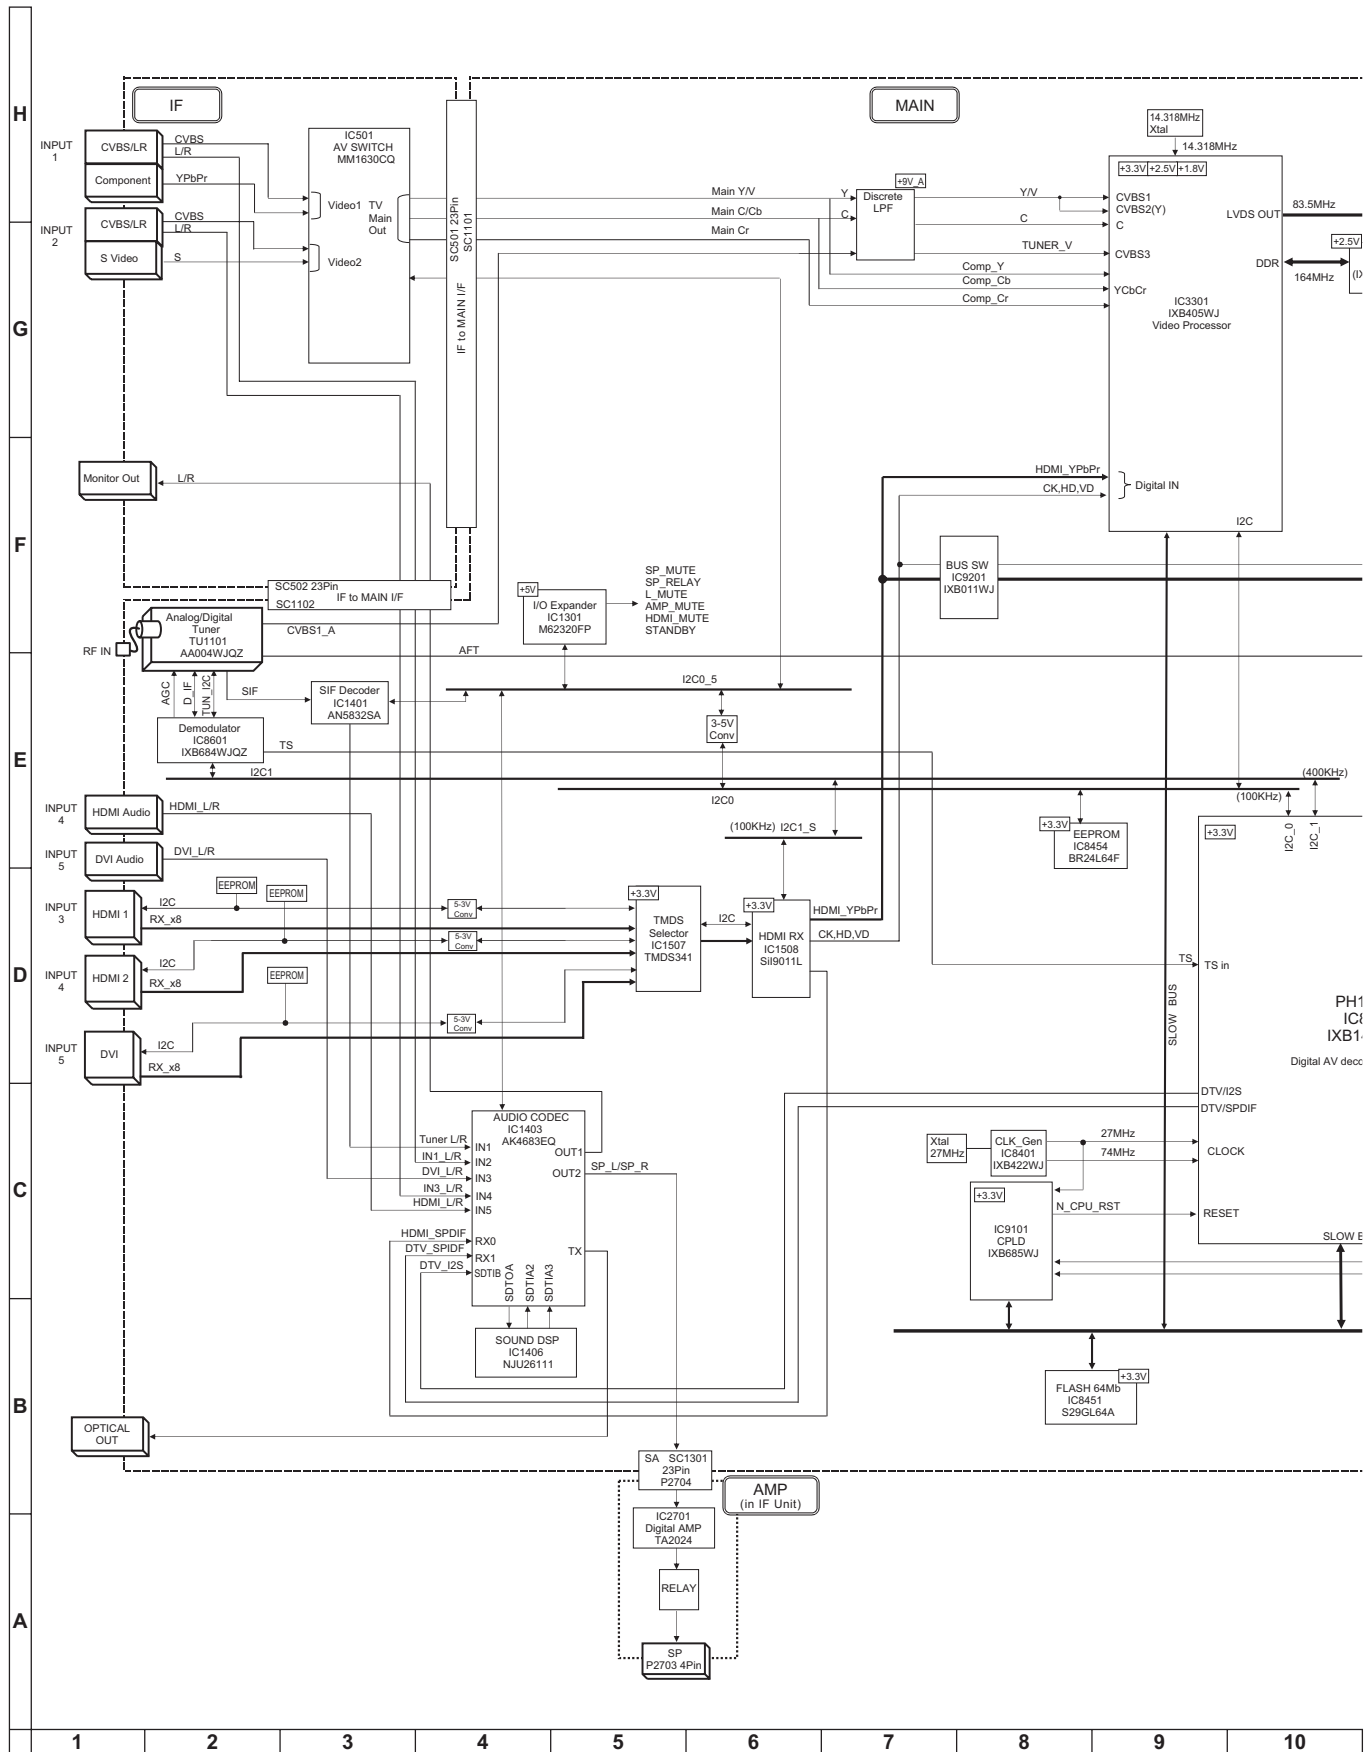 H
G
F
E
D
C
B
A
IF
MAIN
INPUT
1
CVBS/LR
CVBS
L/R
Component
YPbPr
INPUT
2
CVBS/LR
CVBS
L/R
S Video
S
IC501
AV SWITCH
MM1630CQ
Video1
TV
Main
Out
Video2
SC501 23Pin
SC1101
IF to MAIN I/F
Main Y/V
Main C/Cb
Main Cr
+9V_A
Y
C
Discrete
LPF
Y/V
C
TUNER_V
Comp_Y
Comp_Cb
Comp_Cr
14.318MHz
Xtal
14.318MHz
+3.3V
+2.5V
+1.8V
CVBS1
CVBS2(Y)
C
CVBS3
YCbCr
LVDS OUT
83.5MHz
DDR
164MHz
+2.5V
IC3301
IXB405WJ
Video Processor
Monitor Out
L/R
HDMI_YPbPr
CK,HD,VD
Digital IN
I2C
BUS SW
IC9201
IXB011WJ
SC502 23Pin
IF to MAIN I/F
SC1102
RF IN
Analog/Digital
Tuner
TU1101
AA004WJQZ
CVBS1_A
AFT
+5V
I/O Expander
IC1301
M62320FP
SP_MUTE
SP_RELAY
L_MUTE
AMP_MUTE
HDMI_MUTE
STANDBY
AGC
D_IF
TUN_I2C
SIF
SIF Decoder
IC1401
AN5832SA
I2C0_5
3-5V
Conv
Demodulator
IC8601
IXB684WJQZ
TS
I2C1
(400KHz)
I2C0
(100KHz)
INPUT
4
HDMI Audio
HDMI_L/R
(100KHz) I2C1_S
+3.3V
EEPROM
IC8454
BR24L64F
+3.3V
I2C_0
I2C_1
INPUT
5
DVI Audio
DVI_L/R
EEPROM
EEPROM
INPUT
3
HDMI 1
I2C
RX_x8
5-3V
Conv
+3.3V
TMDS
Selector
IC1507
TMDS341
I2C
+3.3V
HDMI RX
IC1508
SiI9011L
HDMI_YPbPr
CK,HD,VD
5-3V
Conv
INPUT
4
HDMI 2
I2C
RX_x8
EEPROM
TS
TS in
SLOW BUS
PH1
IXB1
Digital AV deco
INPUT
5
DVI
I2C
RX_x8
5-3V
Conv
DTV/I2S
DTV/SPDIF
AUDIO CODEC
IC1403
AK4683EQ
Tuner L/R
IN1
IN1_L/R
IN2
DVI_L/R
IN3
IN3_L/R
IN4
HDMI_L/R
IN5
HDMI_SPDIF
RX0
DTV_SPIDF
RX1
DTV_I2S
SDTIB
OUT1
OUT2
SP_L/SP_R
TX
SDTOA
SDTIA2
SDTIA3
Xtal
27MHz
CLK_Gen
IC8401
IXB422WJ
27MHz
74MHz
CLOCK
+3.3V
IC9101
CPLD
IXB685WJ
N_CPU_RST
RESET
SLOW B
SOUND DSP
IC1406
NJU26111
+3.3V
FLASH 64Mb
IC8451
S29GL64A
OPTICAL
OUT
SA SC1301
23Pin
P2704
AMP
(in IF Unit)
IC2701
Digital AMP
TA2024
RELAY
SP
P2703 4Pin
1
2
3
4
5
6
7
8
9
10